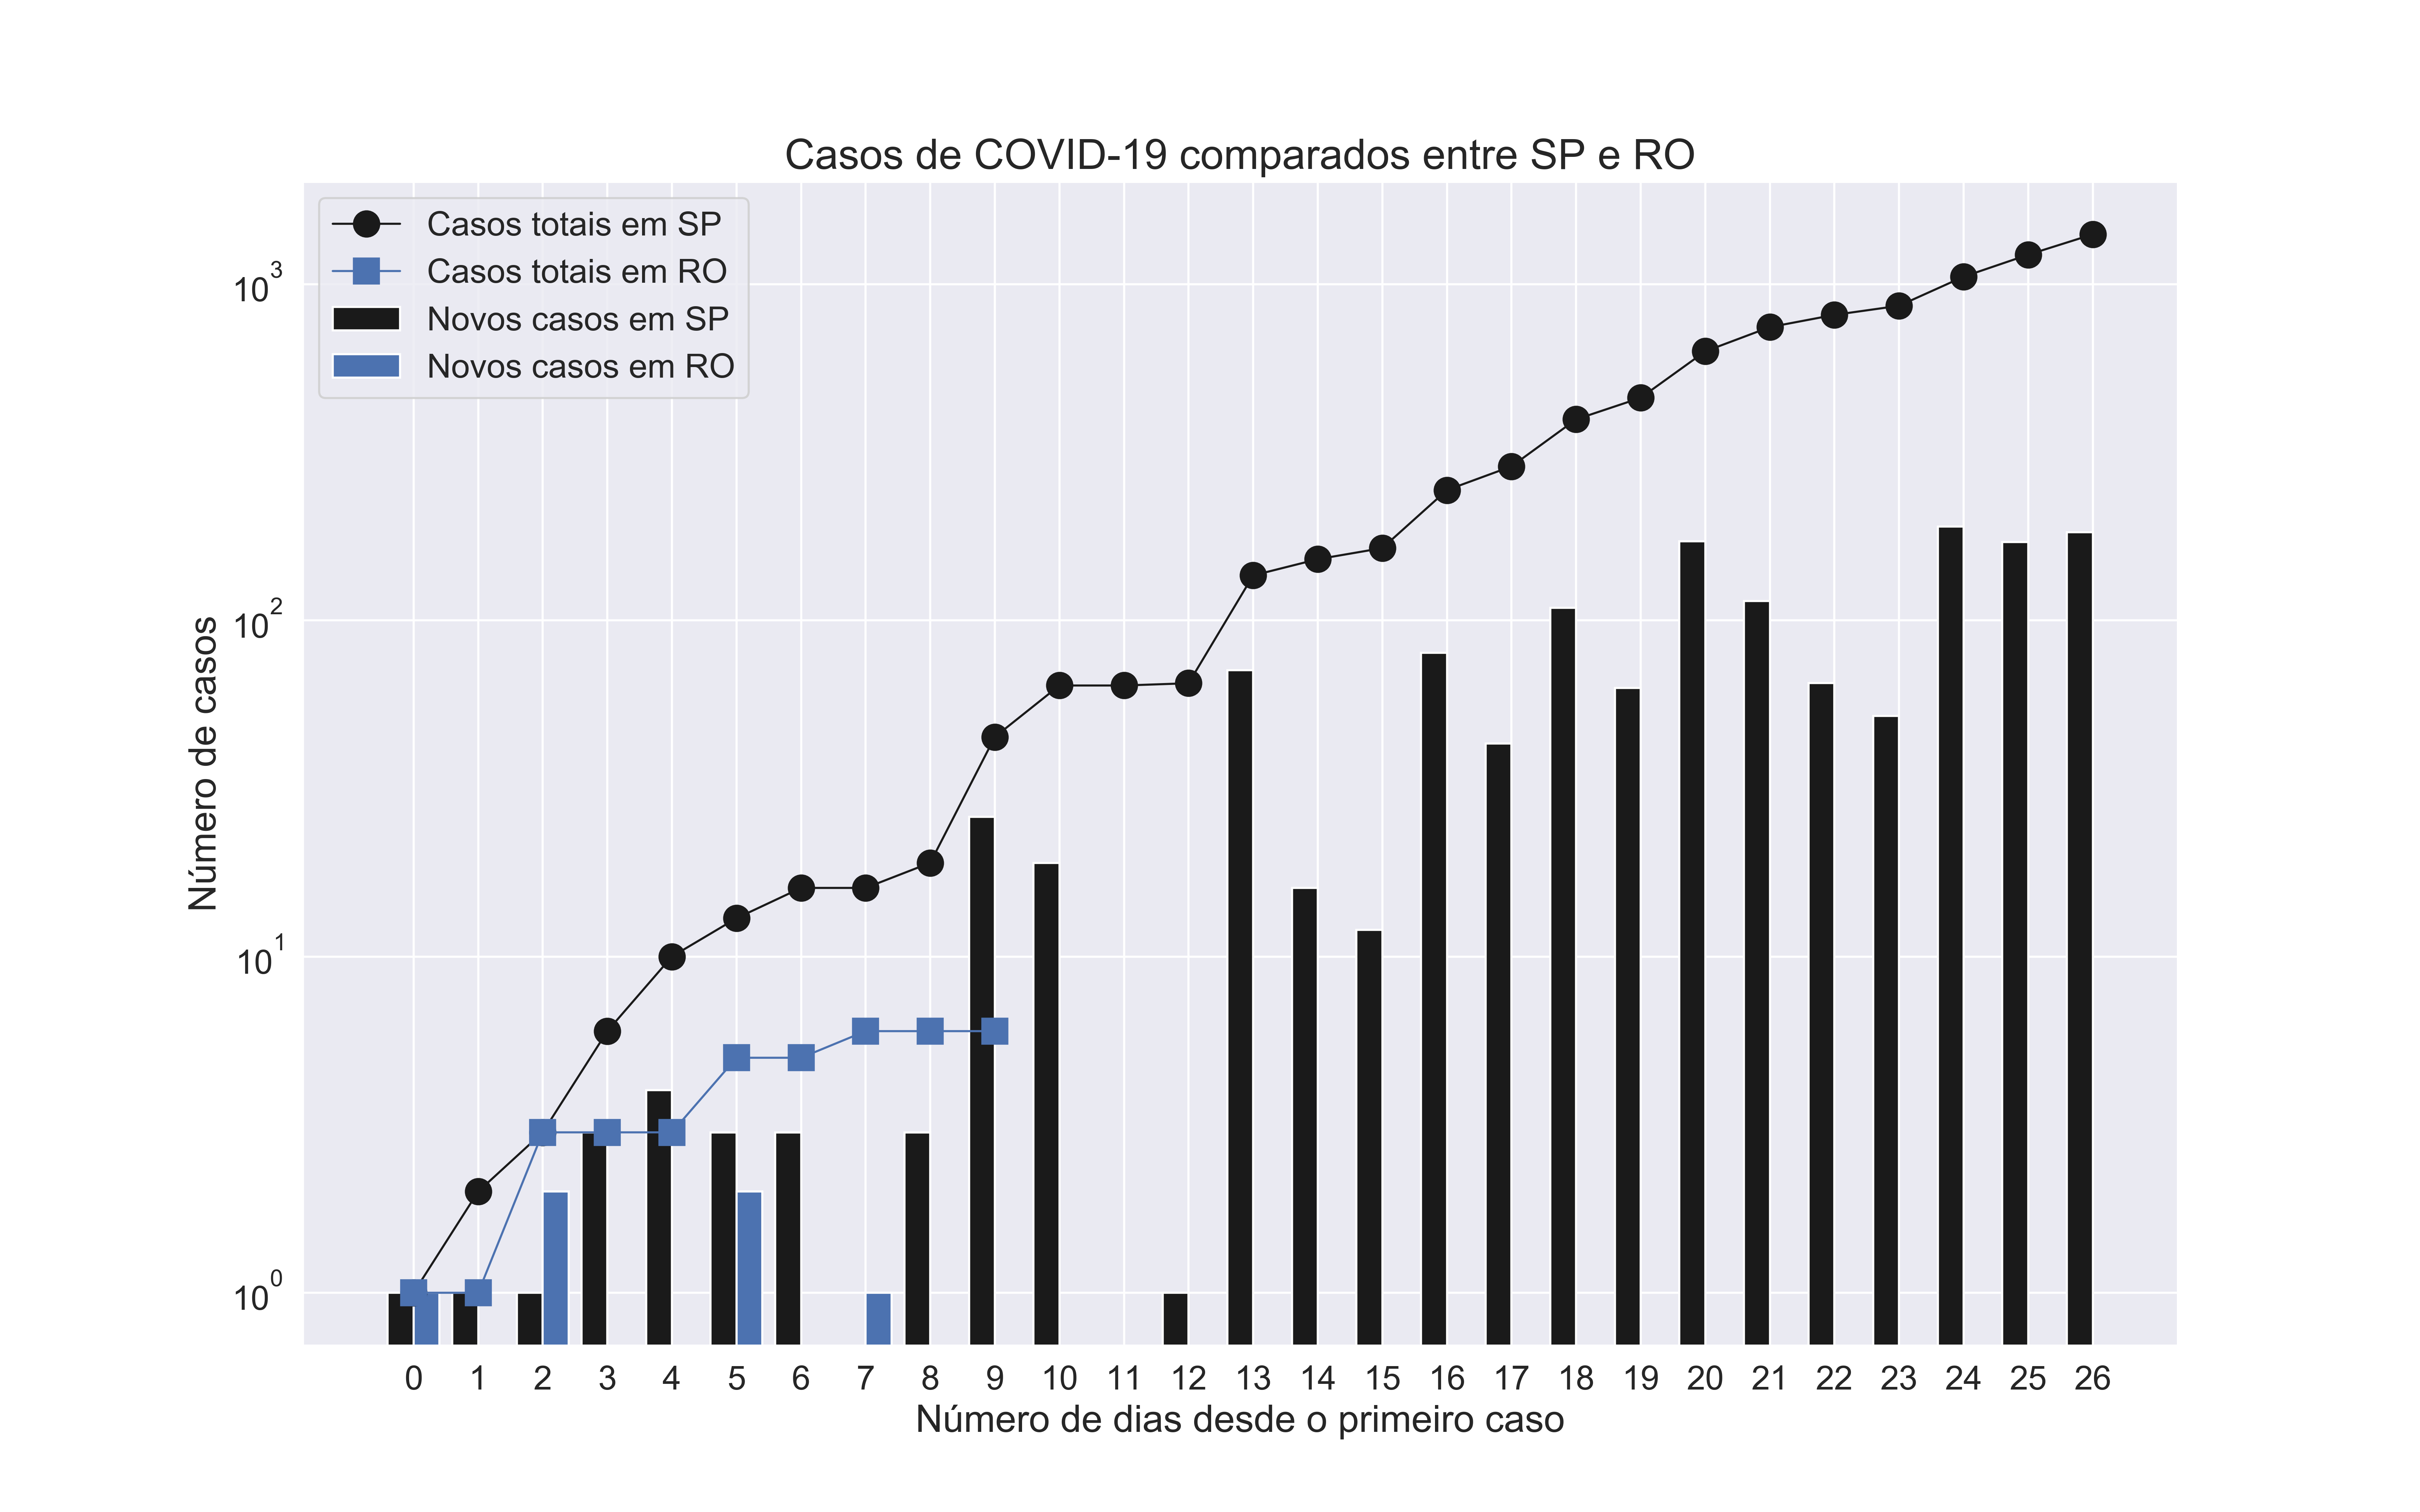 Casos de COVID-19 comparados entre SP e RO
Casos totais em SP
Casos totais em RO
Novos casos em SP
Novos casos em RO
Número de casos
10³
10²
10¹
10⁰
0 1 2 3 4 5 6 7 8 9 10 11 12 13 14 15 16 17 18 19 20 21 22 23 24 25 26
Número de dias desde o primeiro caso